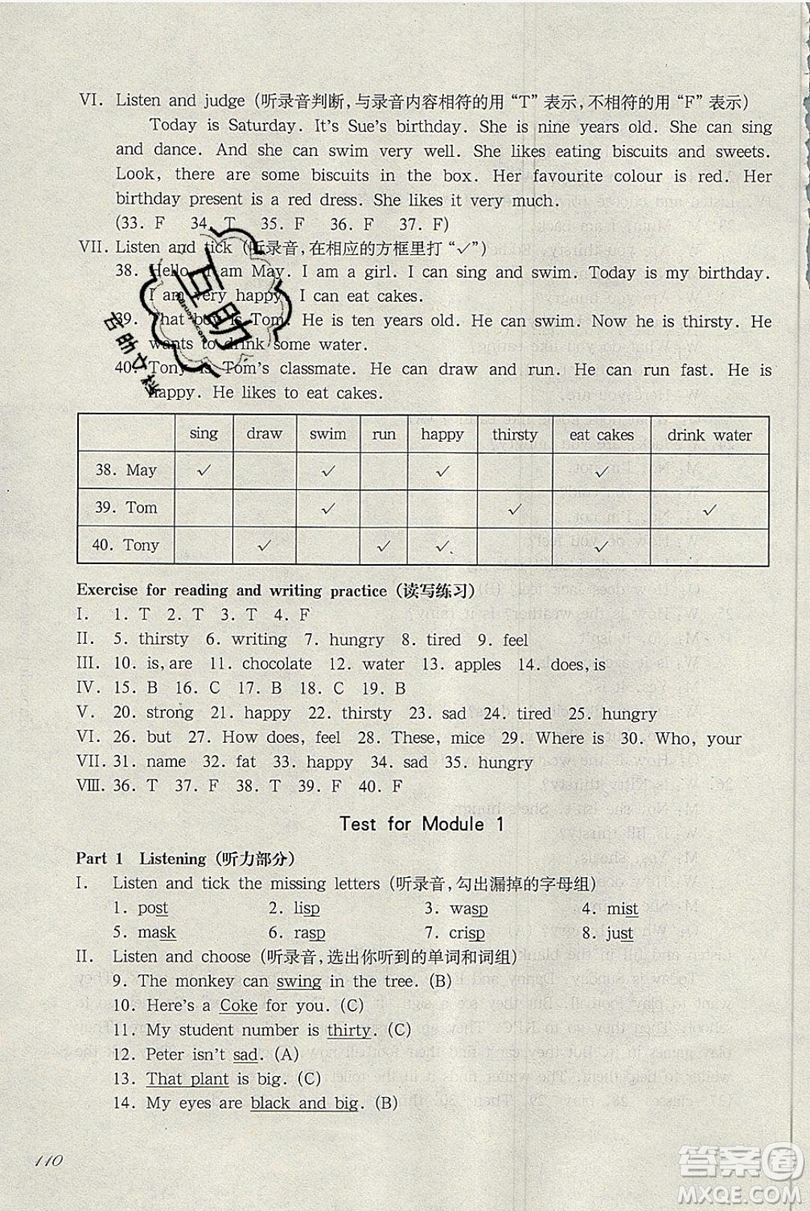 VI. Listen and judge (听录音判断,与录音内容相符的用“T”表示,不相符的用“F”表示)
Today is Saturday. It's Sue's birthday. She is nine years old. She can sing
and dance. And she can swim very well. She likes eating biscuits and sweets.
Look, there are some biscuits in the box. Her favourite colour is red. Her
birthday present is a red dress. She likes it very much.
(33. F 34. T 35. F 36. F 37. F)
VII. Listen and tick (听录音,在相应的方框里打“✓”)
38. Hello, I am May. I am a girl. I can sing and swim. Today is my birthday.
I am very happy. I can eat cakes.
39. That boy is Tom. He is ten years old. He can swim. Now he is thirsty. He
wants to drink some water.
40. Tony is Tom's classmate. He can draw and run. He can run fast. He is
happy. He likes to eat cakes.
sing draw swim run happy thirsty eat cakes drink water
38. May ✓ ✓ ✓ ✓
39. Tom ✓ ✓ ✓
40. Tony ✓ ✓ ✓ ✓
Exercise for reading and writing practice (读写练习)
I. 1. T 2. T 3. T 4. F
II. 5. thirsty 6. writing 7. hungry 8. tired 9. feel
III. 10. is, are 11. chocolate 12. water 13. apples 14. does, is
IV. 15. B 16. C 17. A 18. B 19. B
V. 20. strong 21. happy 22. thirsty 23. sad 24. tired 25. hungry
VI. 26. but 27. How does, feel 28. These, mice 29. Where is 30. Who, your
VII. 31. name 32. fat 33. happy 34. sad 35. hungry
VIII. 36. T 37. F 38. T 39. F 40. F
Test for Module 1
Part 1 Listening (听力部分)
I. Listen and tick the missing letters (听录音,勾出漏掉的字母组)
1. post 2. lisp 3. wasp 4. mist
5. mask 6. rasp 7. crisp 8. just
II. Listen and choose (听录音,选出你听到的单词和词组)
9. The monkey can swing in the tree. (B)
10. Here's a Coke for you. (C)
11. My student number is thirty. (C)
12. Peter isn't sad. (A)
13. That plant is big. (C)
14. My eyes are black and big. (B)
110
互助
答案圈
MXQE.COM